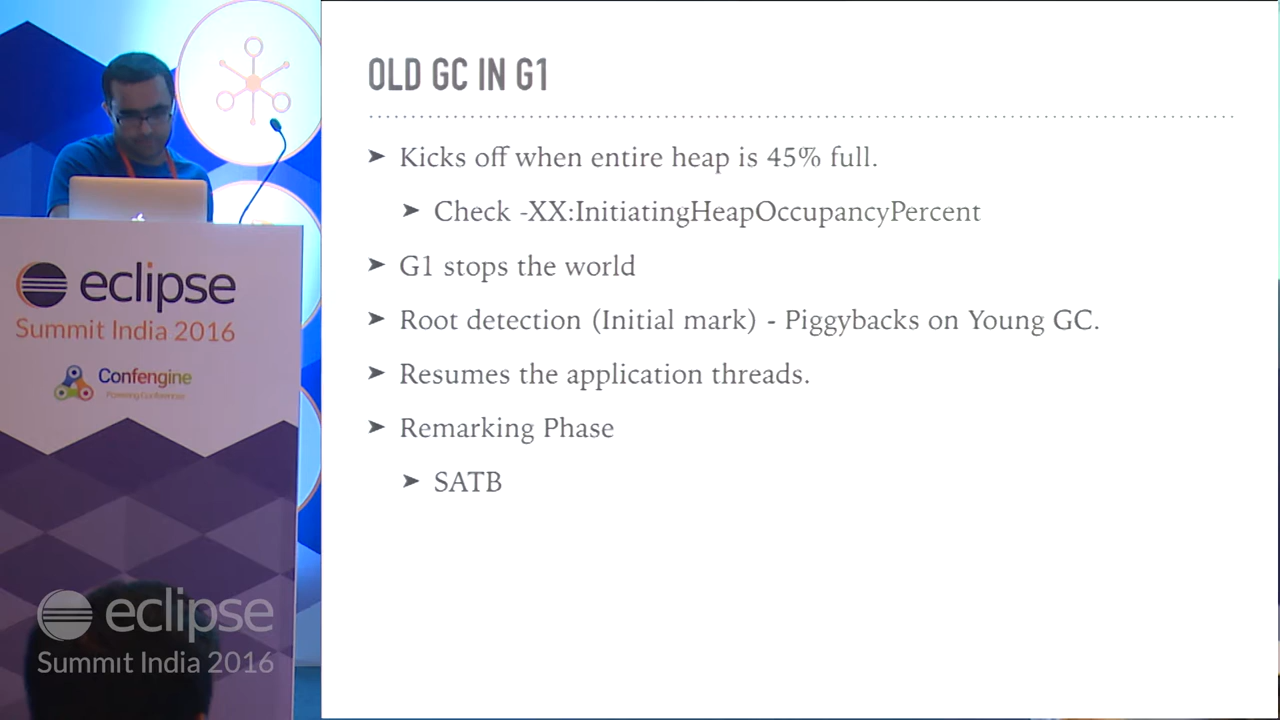 OLD GC IN G1
➤ Kicks off when entire heap is 45% full.
➤ Check -XX:InitiatingHeapOccupancyPercent
➤ G1 stops the world
➤ Root detection (Initial mark) - Piggybacks on Young GC.
➤ Resumes the application threads.
➤ Remarking Phase
➤ SATB
eclipse
Summit India 2016
Confengine
Powering Conferences
eclipse
Summit India 2016